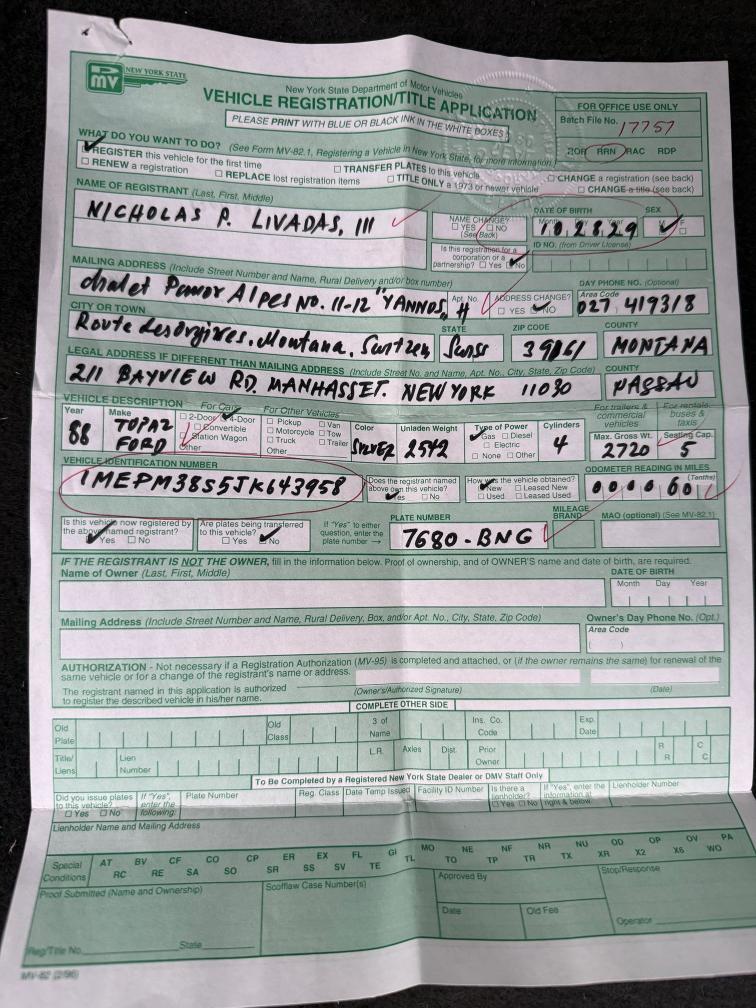 DMV NEW YORK STATE
New York State Department of Motor Vehicles
VEHICLE REGISTRATION/TITLE APPLICATION
PLEASE PRINT WITH BLUE OR BLACK INK IN THE WHITE BOXES
FOR OFFICE USE ONLY
Batch File No. 17757
RRN RAC RDP
WHAT DO YOU WANT TO DO? (See Form MV-82.1, Registering a Vehicle in New York State, for more information)
REGISTER this vehicle for the first time TRANSFER PLATES to this vehicle CHANGE a registration (see back)
RENEW a registration REPLACE lost registration items TITLE ONLY a 1973 or newer vehicle CHANGE a title (see back)
NAME OF REGISTRANT (Last, First, Middle)
NICHOLAS P. LIVADAS, III
NAME CHANGE? YES NO (See Back)
DATE OF BIRTH
Month Year
10.28.29
SEX
M
Is this registration for a corporation or a partnership? Yes No
ID NO. (from Driver License)
MAILING ADDRESS (Include Street Number and Name, Rural Delivery and/or box number)
chalet Panor Alpes No. 11-12 "YANNOS,
Apt. No.
H
ADDRESS CHANGE? YES NO
DAY PHONE NO. (Optional)
Area Code
027 419318
CITY OR TOWN STATE ZIP CODE COUNTY
Montana, 39061 MONTANA
LEGAL ADDRESS IF DIFFERENT THAN MAILING ADDRESS (Include Street No. and Name, Apt. No., City, State, Zip Code) COUNTY
211 BAYVIEW RD. MANHASSET. NEW YORK 11030 NASSAU
VEHICLE DESCRIPTION
Year 88
Make TOPAZ FORD
For Cars
2-Door 4-Door
Convertible
Station Wagon
Other
For Other Vehicles
Pickup Van
Motorcycle Tow
Truck Trailer
Other
Color SILVER
Unladen Weight 2542
Type of Power
Gas Diesel
Electric
None Other
Cylinders 4
For trailers & commercial vehicles
Max. Gross Wt. 2720
For rentals, buses & taxis
Seating Cap. 5
VEHICLE IDENTIFICATION NUMBER
1MEPM38S5JK643958
Does the registrant named above own this vehicle? Yes No
How was the vehicle obtained?
New Leased New
Used Leased Used
ODOMETER READING IN MILES
(Tenths)
000060
Is this vehicle now registered by the above named registrant? Yes No
Are plates being transferred to this vehicle? Yes No
If "Yes" to either question, enter the plate number →
PLATE NUMBER
7680-BNG
MILEAGE BRAND
MAO (optional) (See MV-82.1)
IF THE REGISTRANT IS NOT THE OWNER, fill in the information below. Proof of ownership, and of OWNER'S name and date of birth, are required.
Name of Owner (Last, First, Middle)
DATE OF BIRTH
Month Day Year
Mailing Address (Include Street Number and Name, Rural Delivery, Box, and/or Apt. No., City, State, Zip Code)
Owner's Day Phone No. (Opt.)
Area Code
( )
AUTHORIZATION - Not necessary if a Registration Authorization (MV-95) is completed and attached, or (if the owner remains the same) for renewal of the
same vehicle or for a change of the registrant's name or address.
The registrant named in this application is authorized
to register the described vehicle in his/her name.
(Owner's/Authorized Signature) (Date)
COMPLETE OTHER SIDE
Old Plate Old Class 3 of Name Ins. Co. Code Exp. Date
Title/Liens Lien Number L.R. Axles Dist. Prior Owner R R C C
To Be Completed by a Registered New York State Dealer or DMV Staff Only
Did you issue plates to this vehicle? Yes No
If "Yes", enter the following:
Plate Number
Reg. Class
Date Temp Issued
Facility ID Number
Is there a lienholder? Yes No
If "Yes", enter the information at right & below.
Lienholder Number
Lienholder Name and Mailing Address
Special Conditions
AT BV CF CO CP ER EX FL GI MO NE NF NR NU OD OP OV PA
RC RE SA SO SR SS SV TE TL TO TP TR TX XR X2 X6 WO
Proof Submitted (Name and Ownership)
Scofflaw Case Number(s)
Approved By
Stop/Response
Date
Old Fee
Operator
Reg/Title No. State
MV-82 (2/96)